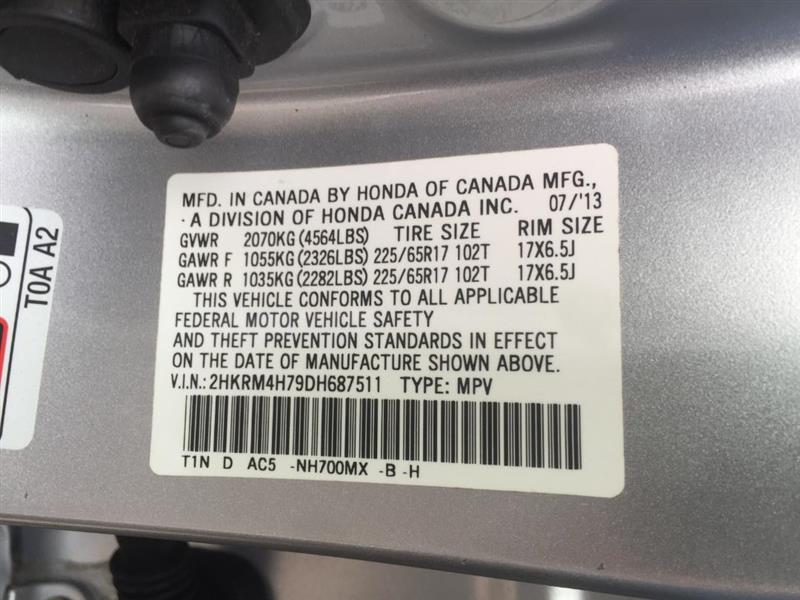 MFD. IN CANADA BY HONDA OF CANADA MFG.,
A DIVISION OF HONDA CANADA INC. 07/'13
GVWR 2070KG(4564LBS) TIRE SIZE RIM SIZE
GAWR F 1055KG(2326LBS) 225/65R17 102T 17X6.5J
GAWR R 1035KG(2282LBS) 225/65R17 102T 17X6.5J
THIS VEHICLE CONFORMS TO ALL APPLICABLE
FEDERAL MOTOR VEHICLE SAFETY
AND THEFT PREVENTION STANDARDS IN EFFECT
ON THE DATE OF MANUFACTURE SHOWN ABOVE.
V.I.N.:2HKRM4H79DH687511 TYPE: MPV
T1N D AC5 -NH700MX -B -H
T0A A2